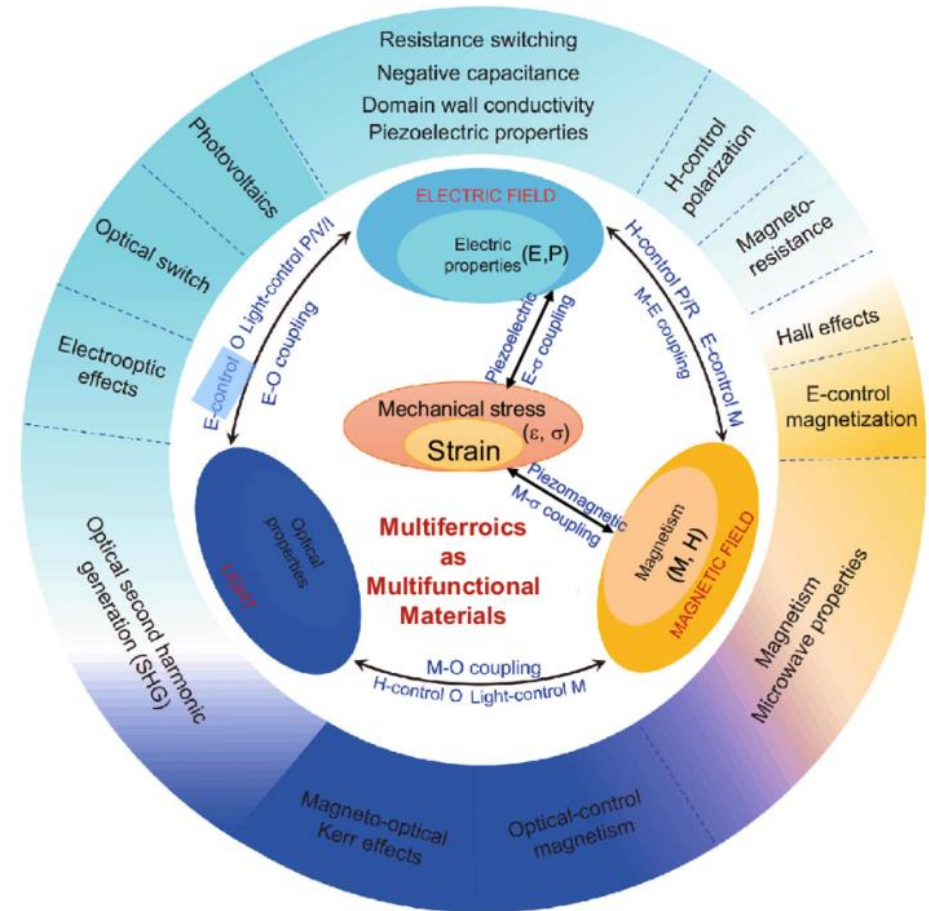 Resistance switching
Negative capacitance
Domain wall conductivity
Piezoelectric properties
H-control
polarization
Magneto-
resistance
Hall effects
E-control
magnetization
Magnetism
Microwave properties
Optical-control
magnetism
Magneto-optical
Kerr effects
Optical second harmonic
generation (SHG)
Electrooptic
effects
Optical switch
Photovoltaics
ELECTRIC FIELD
Electric
properties (E,P)
E-control O Light-control P/V/I
E-O coupling
H-control P/R E-control M
M-E coupling
Piezoelectric
E-σ coupling
Mechanical stress
(ε, σ)
Strain
Piezomagnetic
M-σ coupling
Optical
properties
LIGHT
Multiferroics
as
Multifunctional
Materials
Magnetism
(M, H)
MAGNETIC FIELD
M-O coupling
H-control O Light-control M